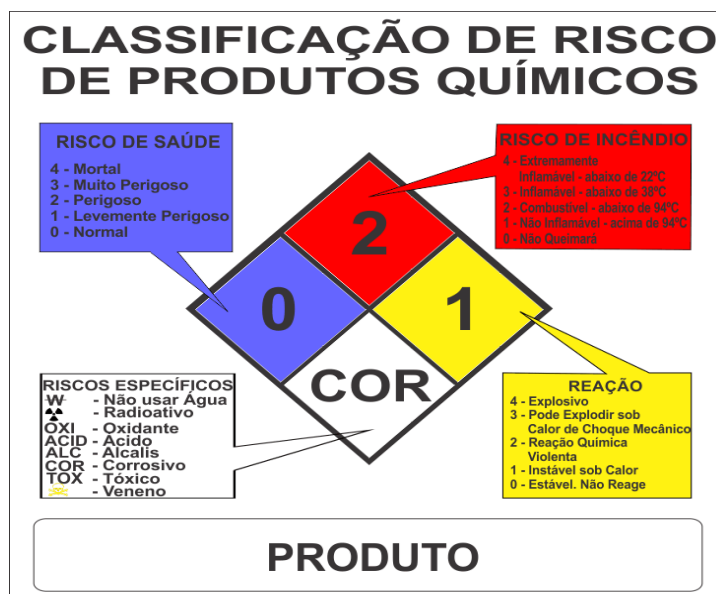 CLASSIFICAÇÃO DE RISCO
DE PRODUTOS QUÍMICOS
RISCO DE SAÚDE
4 - Mortal
3 - Muito Perigoso
2 - Perigoso
1 - Levemente Perigoso
0 - Normal
RISCO DE INCÊNDIO
4 - Extremamente
Inflamável - abaixo de 22ºC
3 - Inflamável - abaixo de 38ºC
2 - Combustível - abaixo de 94ºC
1 - Não Inflamável - acima de 94ºC
0 - Não Queimará
2
0
1
COR
RISCOS ESPECÍFICOS
W - Não usar Água
- Radioativo
OXI - Oxidante
ACID - Ácido
ALC - Alcalis
COR - Corrosivo
TOX - Tóxico
- Veneno
REAÇÃO
4 - Explosivo
3 - Pode Explodir sob
Calor de Choque Mecânico
2 - Reação Química
Violenta
1 - Instável sob Calor
0 - Estável. Não Reage
PRODUTO